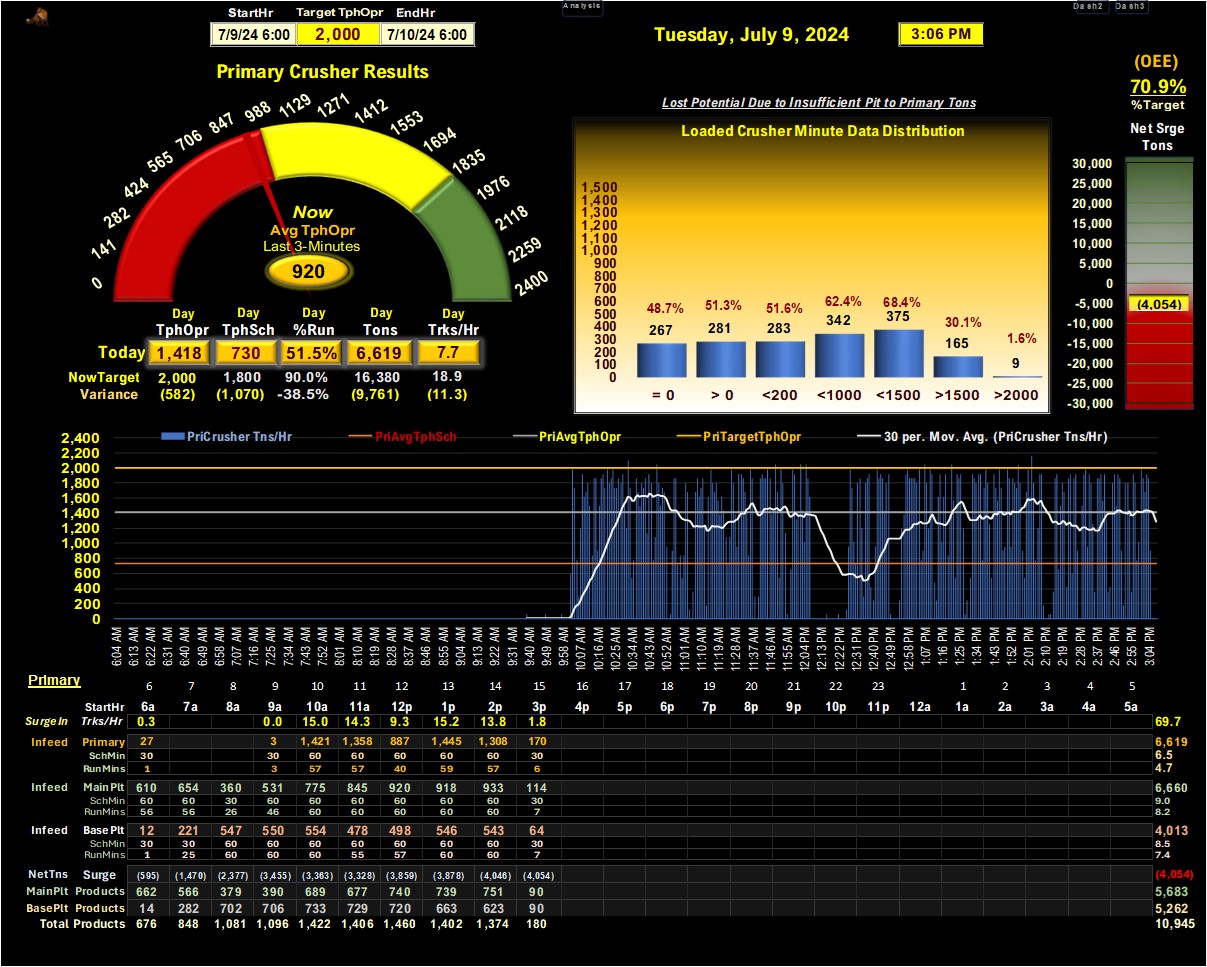 StartHr Target TphOpr EndHr
7/9/24 6:00 2,000 7/10/24 6:00
Analysis
Dash2 Dash3
Tuesday, July 9, 2024 3:06 PM
(OEE)
70.9%
%Target
Net Srge
Tons
Primary Crusher Results
0 141 282 424 565 706 847 988 1129 1271 1412 1553 1694 1835 1976 2118 2259 2400
Now
Avg TphOpr
Last 3-Minutes
920
Day Day Day Day Day
TphOpr TphSch %Run Tons Trks/Hr
Today 1,418 730 51.5% 6,619 7.7
NowTarget 2,000 1,800 90.0% 16,380 18.9
Variance (582) (1,070) -38.5% (9,761) (11.3)
Lost Potential Due to Insufficient Pit to Primary Tons
Loaded Crusher Minute Data Distribution
1,500
1,400
1,300
1,200
1,100
1,000
900
800
700
600
500
400
300
200
100
0
48.7% 51.3% 51.6% 62.4% 68.4% 30.1% 1.6%
267 281 283 342 375 165 9
= 0 > 0 <200 <1000 <1500 >1500 >2000
30,000
25,000
20,000
15,000
10,000
5,000
0
-5,000
-10,000
-15,000
-20,000
-25,000
-30,000
(4,054)
PriCrusher Tns/Hr PriAvgTphSch PriAvgTphOpr PriTargetTphOpr 30 per. Mov. Avg. (PriCrusher Tns/Hr)
2,400
2,200
2,000
1,800
1,600
1,400
1,200
1,000
800
600
400
200
0
6:04 AM 6:13 AM 6:22 AM 6:31 AM 6:40 AM 6:49 AM 6:58 AM 7:07 AM 7:16 AM 7:25 AM 7:34 AM 7:43 AM 7:52 AM 8:01 AM 8:10 AM 8:19 AM 8:28 AM 8:37 AM 8:46 AM 8:55 AM 9:04 AM 9:13 AM 9:22 AM 9:31 AM 9:40 AM 9:49 AM 9:58 AM 10:07 AM 10:16 AM 10:25 AM 10:34 AM 10:43 AM 10:52 AM 11:01 AM 11:10 AM 11:19 AM 11:28 AM 11:37 AM 11:46 AM 11:55 AM 12:04 PM 12:13 PM 12:22 PM 12:31 PM 12:40 PM 12:49 PM 12:58 PM 1:07 PM 1:16 PM 1:25 PM 1:34 PM 1:43 PM 1:52 PM 2:01 PM 2:10 PM 2:19 PM 2:28 PM 2:37 PM 2:46 PM 2:55 PM 3:04 PM
Primary
6 7 8 9 10 11 12 13 14 15 16 17 18 19 20 21 22 23 1 2 3 4 5
StartHr 6a 7a 8a 9a 10a 11a 12p 1p 2p 3p 4p 5p 6p 7p 8p 9p 10p 11p 12a 1a 2a 3a 4a 5a
Surge In Trks/Hr 0.3 0.0 15.0 14.3 9.3 15.2 13.8 1.8 69.7
Infeed Primary 27 3 1,421 1,358 887 1,445 1,308 170 6,619
SchMin 30 30 60 60 60 60 60 30 6.5
RunMins 1 3 57 57 40 59 57 6 4.7
Infeed Main Plt 610 654 360 531 775 845 920 918 933 114 6,660
SchMin 60 60 30 60 60 60 60 60 60 30 9.0
RunMins 56 56 26 46 60 60 60 60 60 7 8.2
Infeed Base Plt 12 221 547 550 554 478 498 546 543 64 4,013
SchMin 30 30 60 60 60 60 60 60 60 30 8.5
RunMins 1 25 60 60 60 55 57 60 60 7 7.4
NetTns Surge (595) (1,470) (2,377) (3,455) (3,363) (3,328) (3,859) (3,878) (4,046) (4,054) (4,054)
MainPlt Products 662 566 379 390 689 677 740 739 751 90 5,683
BasePlt Products 14 282 702 706 733 729 720 663 623 90 5,262
Total Products 676 848 1,081 1,096 1,422 1,406 1,460 1,402 1,374 180 10,945